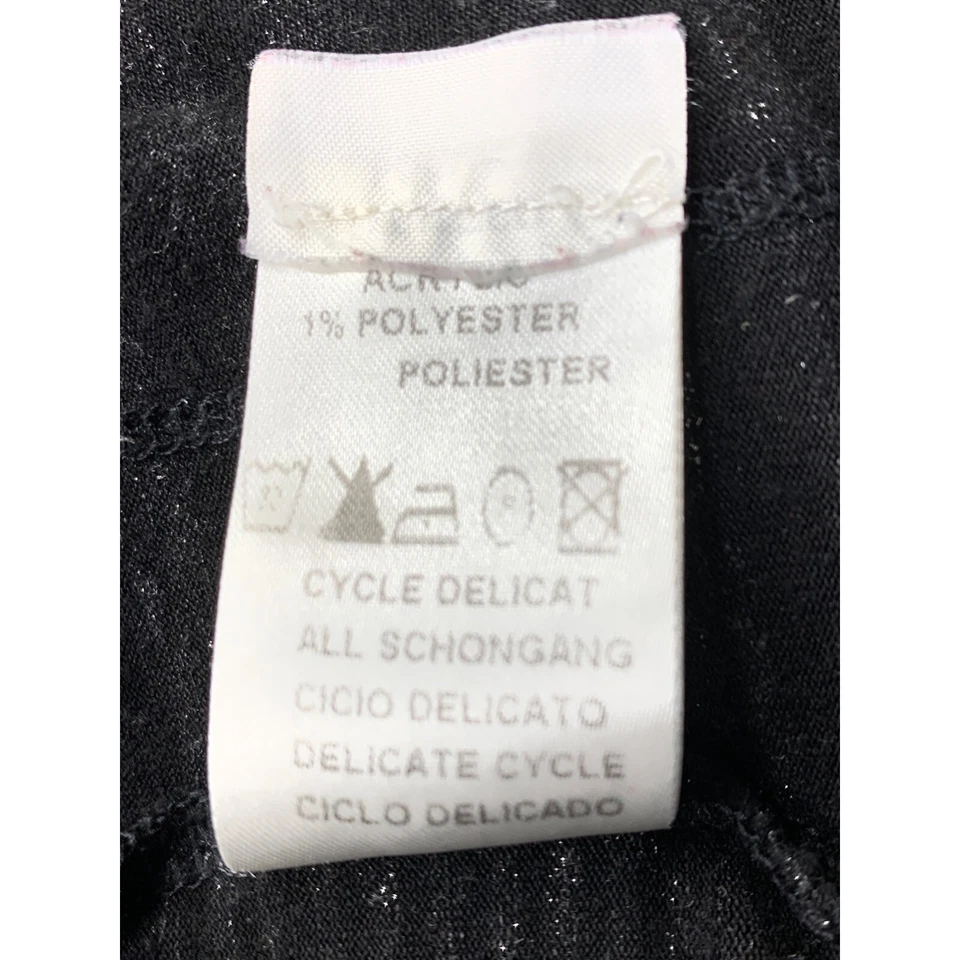 1% POLYESTER
POLIESTER
CYCLE DELICAT
ALL SCHONGANG
CICIO DELICATO
DELICATE CYCLE
CICLO DELICADO